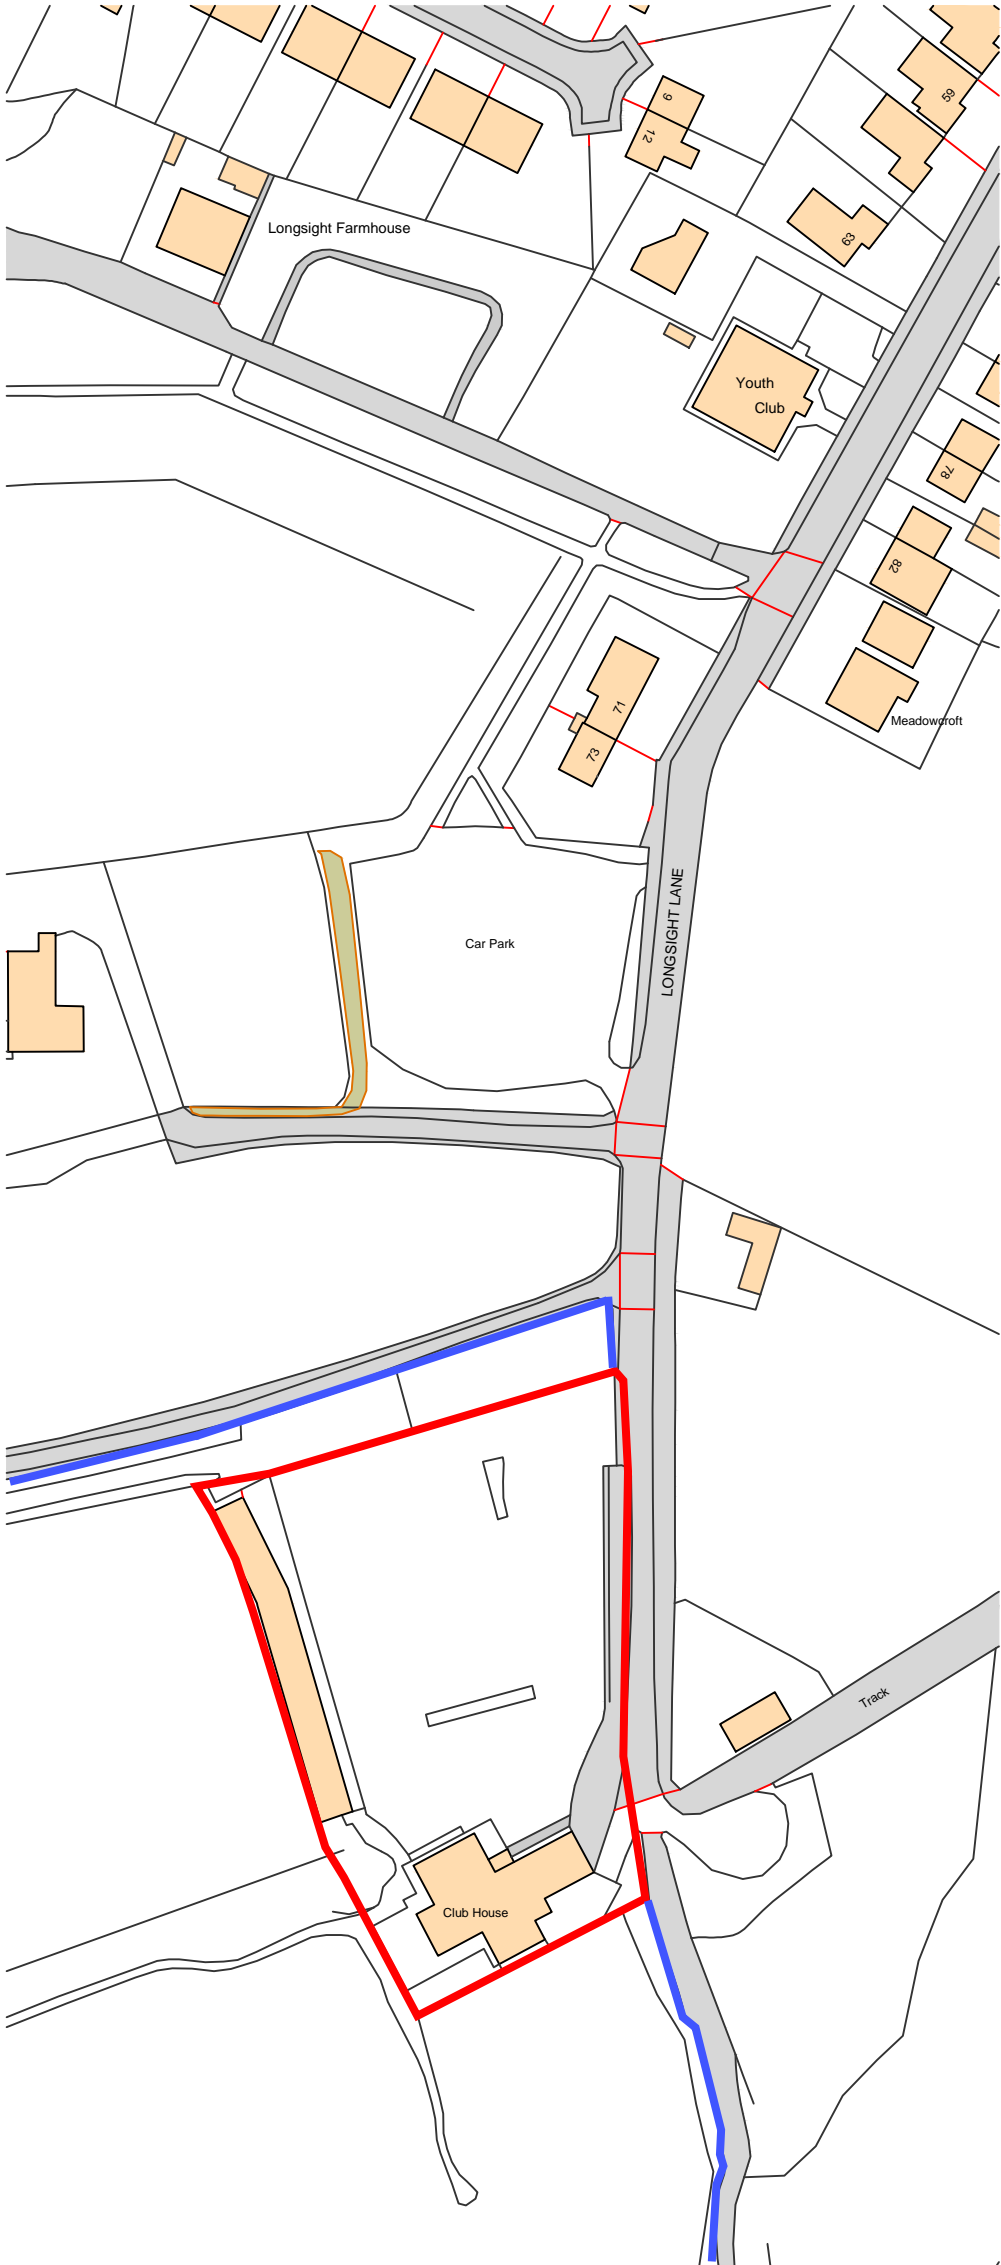 9
12
59
63
Longsight Farmhouse
Youth
Club
78
82
71
73
Meadowcroft
LONGSIGHT LANE
Car Park
Track
Club House